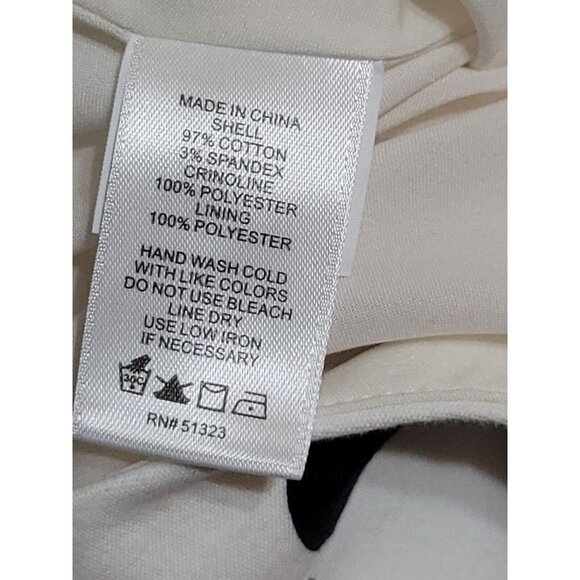 MADE IN CHINA
SHELL
97% COTTON
3% SPANDEX
CRINOLINE
100% POLYESTER
LINING
100% POLYESTER
HAND WASH COLD
WITH LIKE COLORS
DO NOT USE BLEACH
LINE DRY
USE LOW IRON
IF NECESSARY
30C
RN# 51323